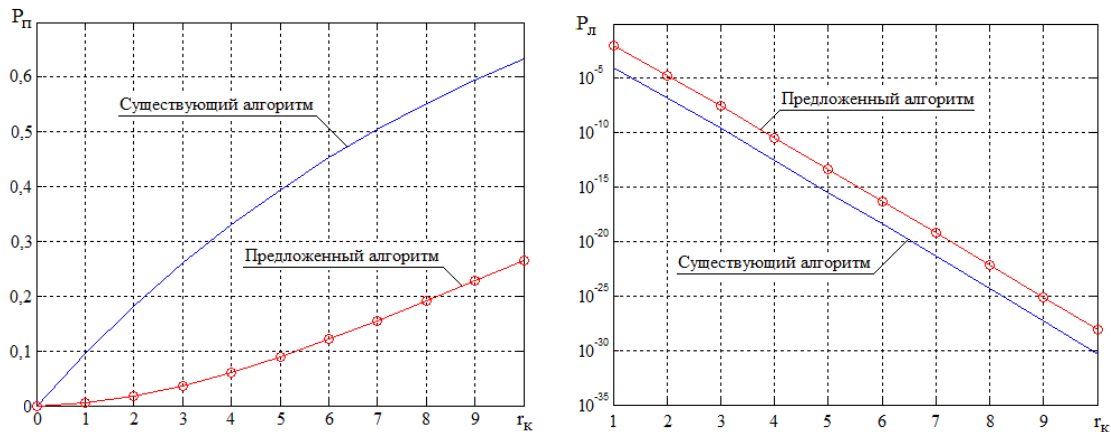 Pп
0,6
0,5
0,4
0,3
0,2
0,1
0
Существующий алгоритм
Предложенный алгоритм
0 1 2 3 4 5 6 7 8 9 rк
Pл
10⁻⁵
10⁻¹⁰
10⁻¹⁵
10⁻²⁰
10⁻²⁵
10⁻³⁰
10⁻³⁵
Предложенный алгоритм
Существующий алгоритм
1 2 3 4 5 6 7 8 9 rк